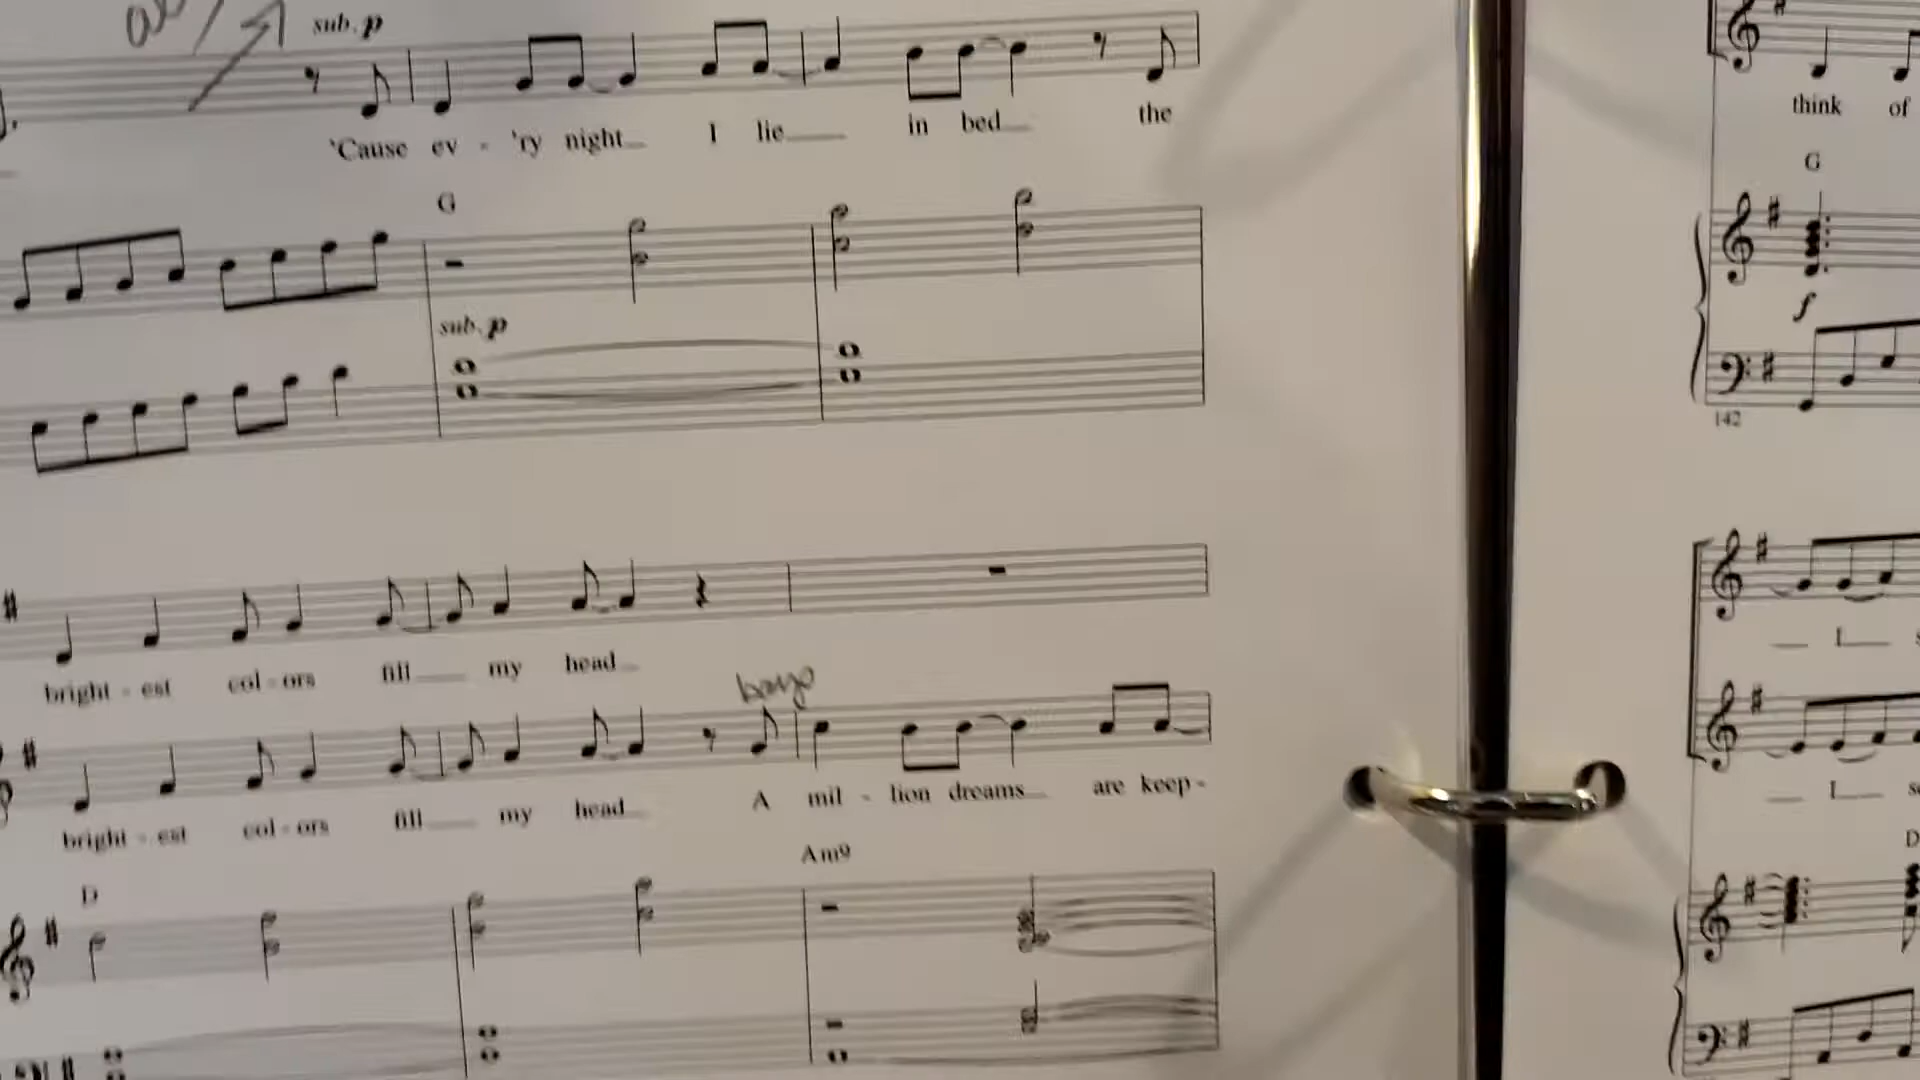 sub. p
'Cause ev - 'ry night I lie in bed the
G
sub. p
bright - est col - ors fill my head
boys
bright - est col - ors fill my head A mil - lion dreams are keep -
Am9
D
think of
G
f
142
I
I
D